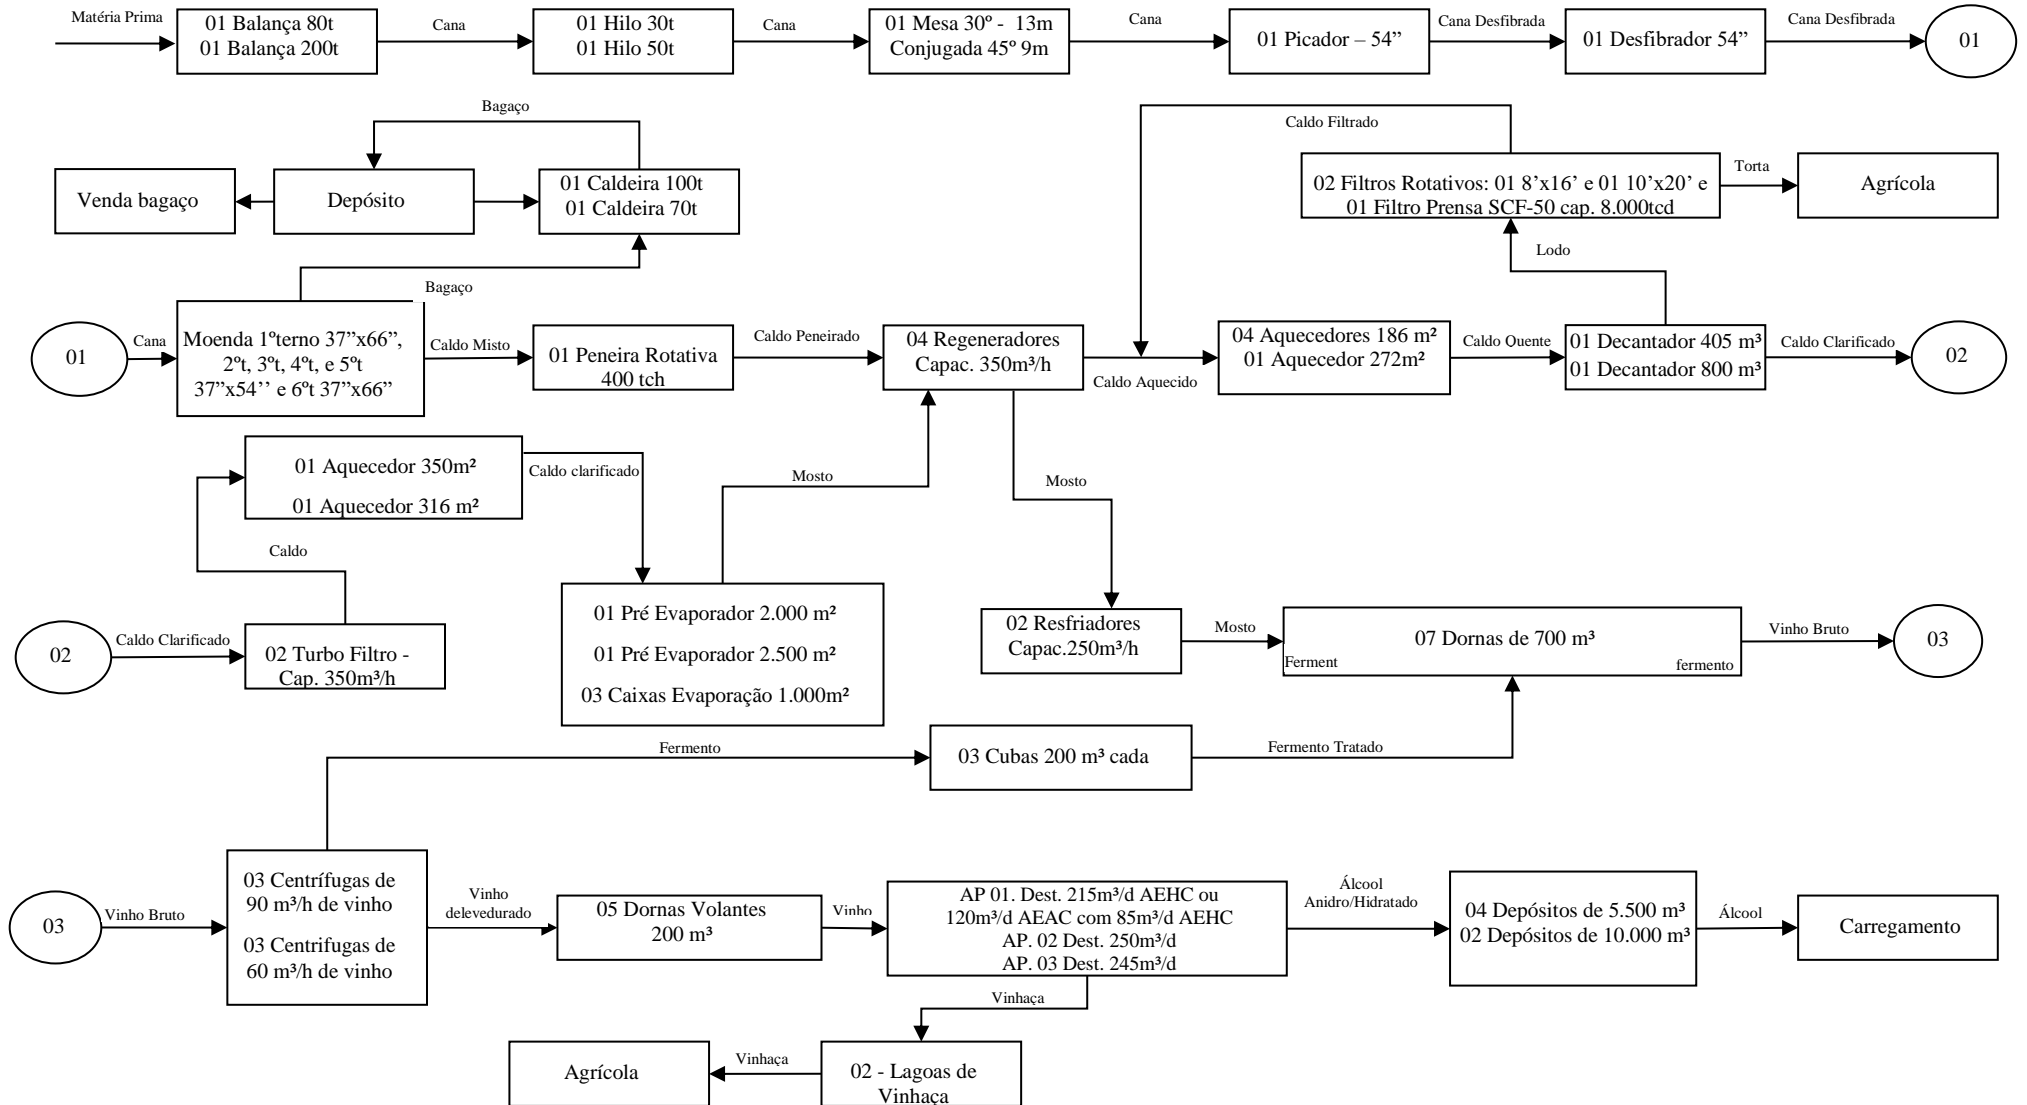 Matéria Prima
01 Balança 80t
01 Balança 200t
Cana
01 Hilo 30t
01 Hilo 50t
Cana
01 Mesa 30º - 13m
Conjugada 45º 9m
Cana
01 Picador – 54”
Cana Desfibrada
01 Desfibrador 54”
Cana Desfibrada
01
Bagaço
Venda bagaço
Depósito
01 Caldeira 100t
01 Caldeira 70t
Caldo Filtrado
02 Filtros Rotativos: 01 8’x16’ e 01 10’x20’ e
01 Filtro Prensa SCF-50 cap. 8.000tcd
Torta
Agrícola
Lodo
Bagaço
01
Cana
Moenda 1ºterno 37”x66”,
2ºt, 3ºt, 4ºt, e 5ºt
37”x54’’ e 6ºt 37”x66”
Caldo Misto
01 Peneira Rotativa
400 tch
Caldo Peneirado
04 Regeneradores
Capac. 350m³/h
Caldo Aquecido
04 Aquecedores 186 m²
01 Aquecedor 272m²
Caldo Quente
01 Decantador 405 m³
01 Decantador 800 m³
Caldo Clarificado
02
01 Aquecedor 350m²
01 Aquecedor 316 m²
Caldo clarificado
Mosto
Mosto
Caldo
01 Pré Evaporador 2.000 m²
01 Pré Evaporador 2.500 m²
03 Caixas Evaporação 1.000m²
02
Caldo Clarificado
02 Turbo Filtro -
Cap. 350m³/h
02 Resfriadores
Capac.250m³/h
Mosto
07 Dornas de 700 m³
Ferment
fermento
Vinho Bruto
03
Fermento
03 Cubas 200 m³ cada
Fermento Tratado
03
Vinho Bruto
03 Centrífugas de
90 m³/h de vinho
03 Centrifugas de
60 m³/h de vinho
Vinho
delevedurado
05 Dornas Volantes
200 m³
Vinho
AP 01. Dest. 215m³/d AEHC ou
120m³/d AEAC com 85m³/d AEHC
AP. 02 Dest. 250m³/d
AP. 03 Dest. 245m³/d
Álcool
Anidro/Hidratado
04 Depósitos de 5.500 m³
02 Depósitos de 10.000 m³
Álcool
Carregamento
Vinhaça
Agrícola
Vinhaça
02 - Lagoas de
Vinhaça